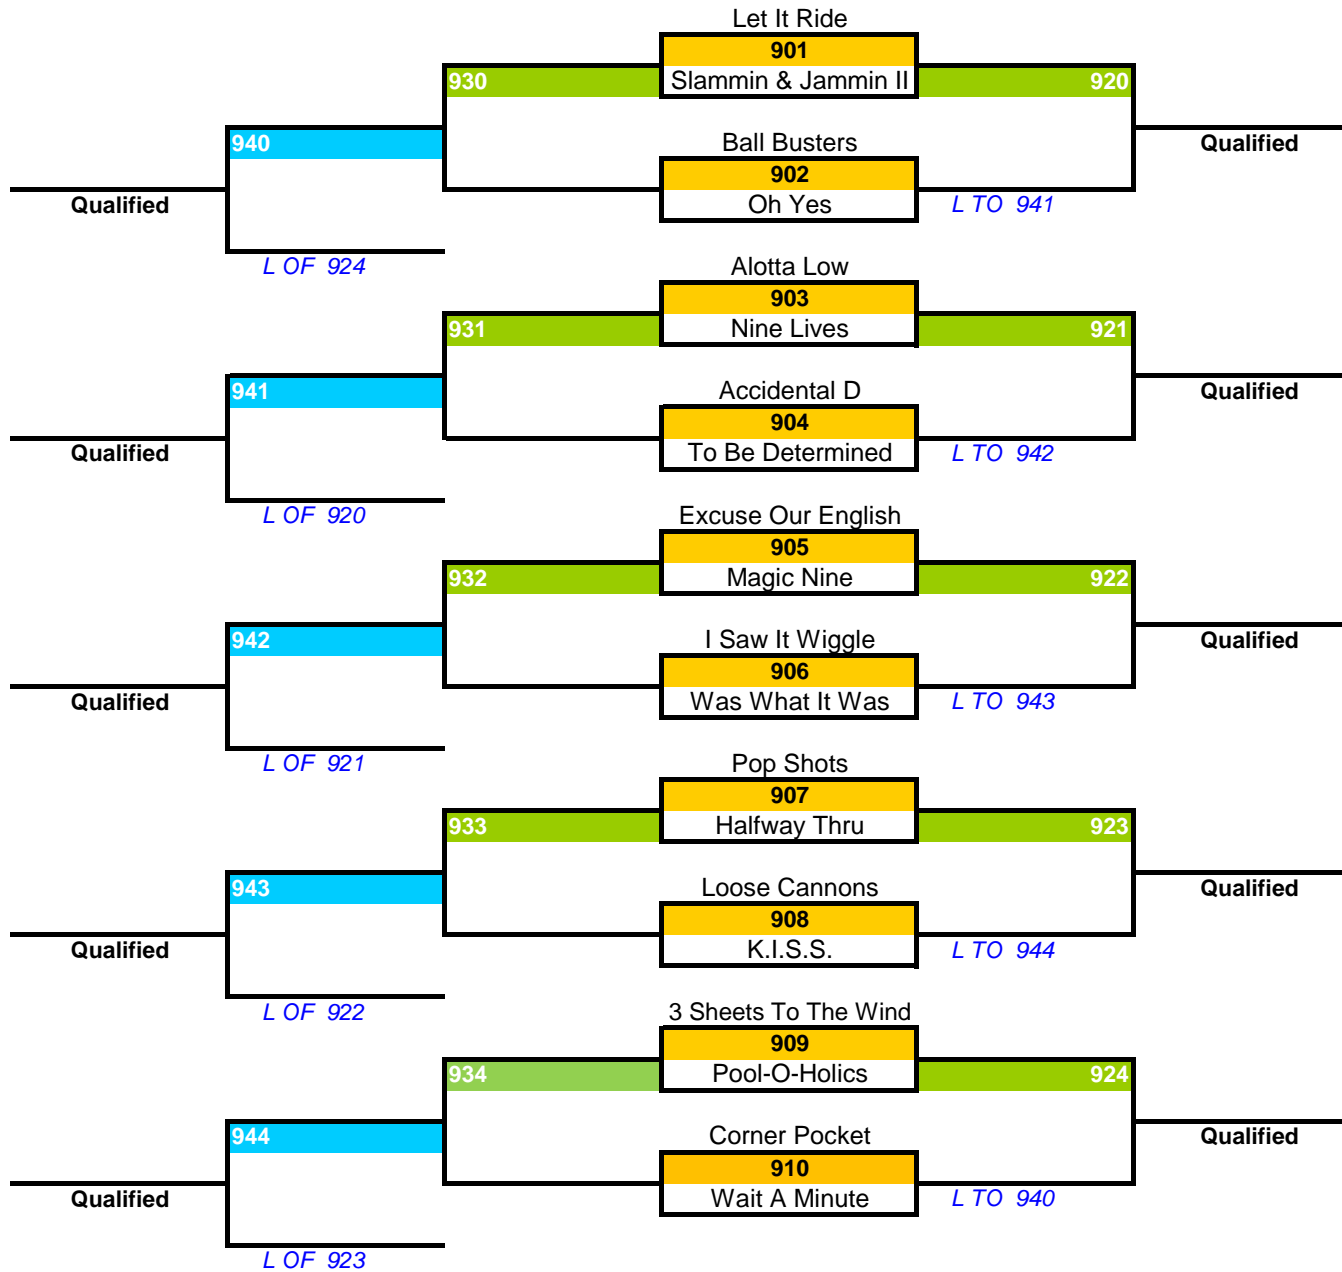 Let It Ride
901
930 Slammin & Jammin II 920
940 Ball Busters Qualified
902
Qualified Oh Yes L TO 941
L OF 924 Alotta Low
903
931 Nine Lives 921
941 Accidental D Qualified
904
Qualified To Be Determined L TO 942
L OF 920 Excuse Our English
905
932 Magic Nine 922
942 I Saw It Wiggle Qualified
906
Qualified Was What It Was L TO 943
L OF 921 Pop Shots
907
933 Halfway Thru 923
943 Loose Cannons Qualified
908
Qualified K.I.S.S. L TO 944
L OF 922 3 Sheets To The Wind
909
934 Pool-O-Holics 924
944 Corner Pocket Qualified
910
Qualified Wait A Minute L TO 940
L OF 923